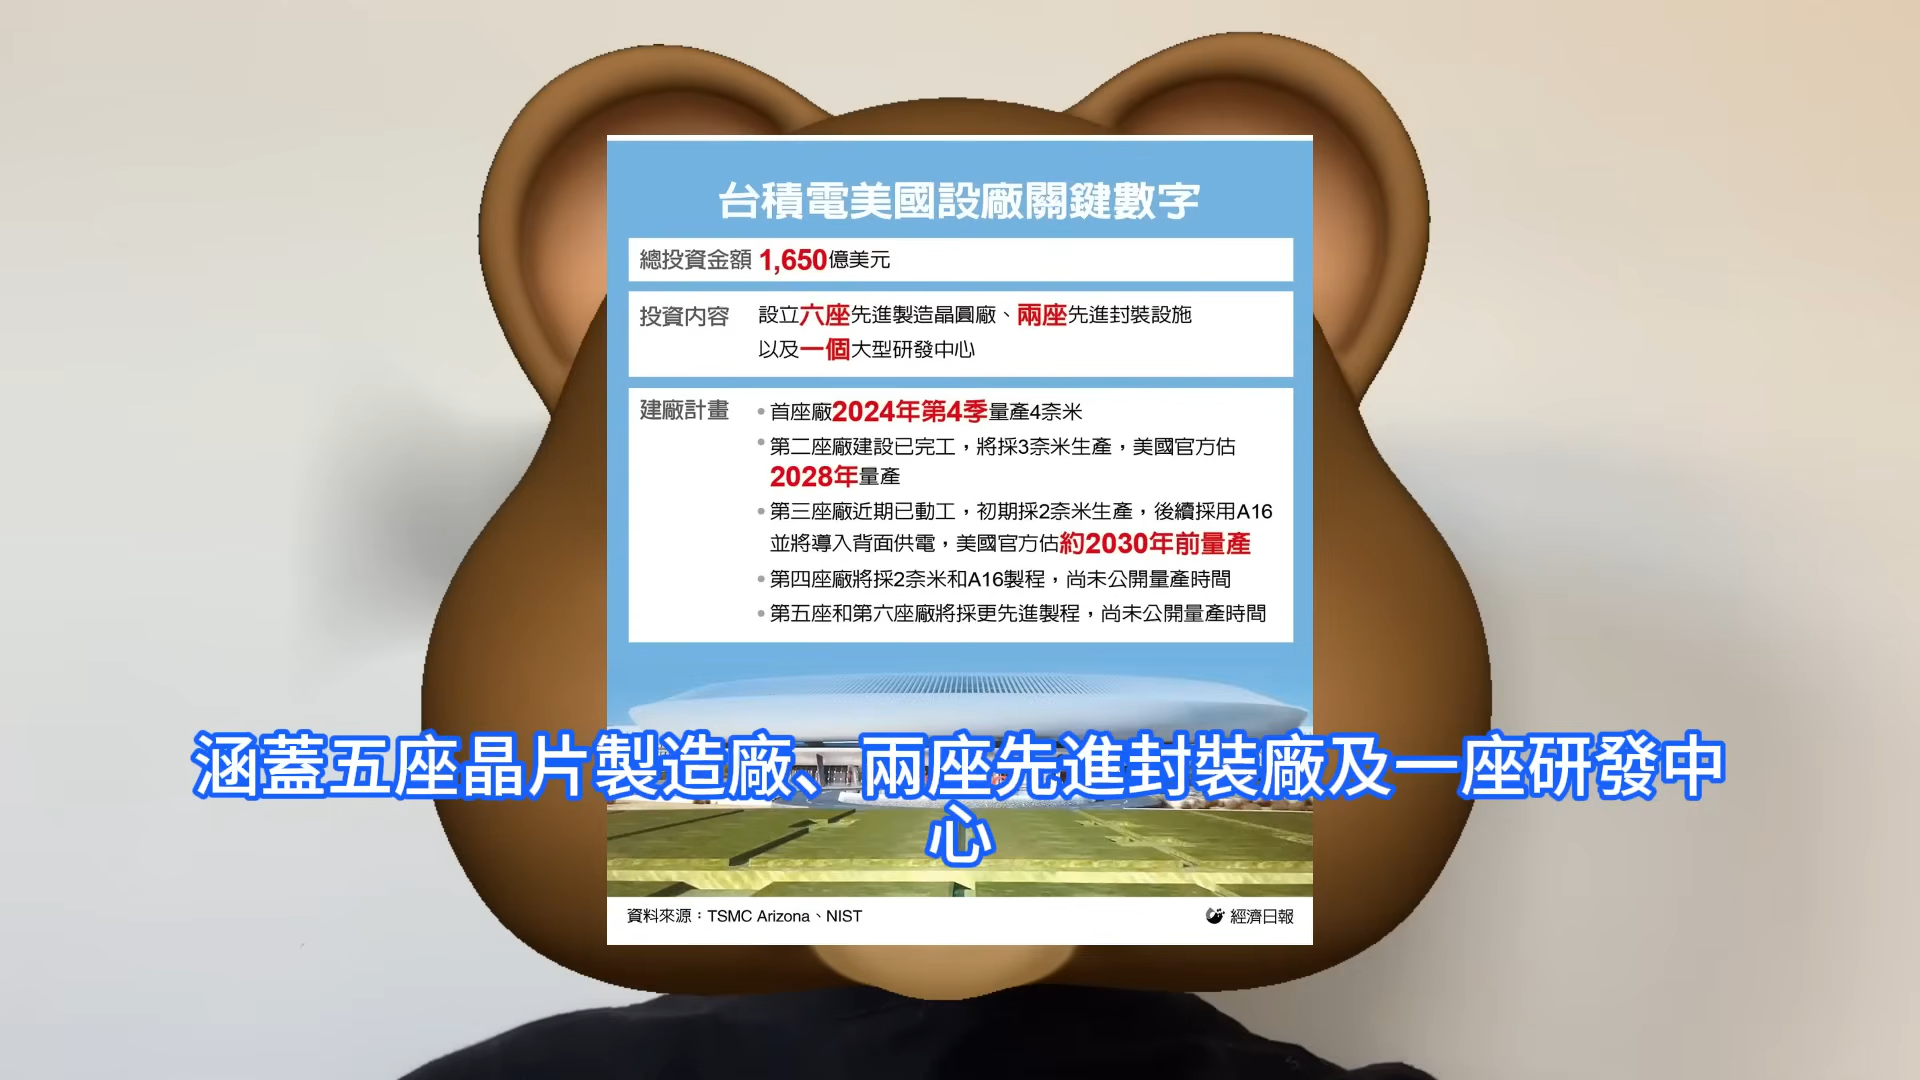 台積電美國設廠關鍵數字
總投資金額 1,650億美元
投資內容 設立六座先進製造晶圓廠、兩座先進封裝設施
以及一個大型研發中心
建廠計畫 •首座廠2024年第4季量產4奈米
•第二座廠建設已完工，將採3奈米生產，美國官方估
2028年量產
•第三座廠近期已動工，初期採2奈米生產，後續採用A16
並將導入背面供電，美國官方估約2030年前量產
•第四座廠將採2奈米和A16製程，尚未公開量產時間
•第五座和第六座廠將採更先進製程，尚未公開量產時間
涵蓋五座晶片製造廠、兩座先進封裝廠及一座研發中
心
資料來源：TSMC Arizona、NIST 經濟日報